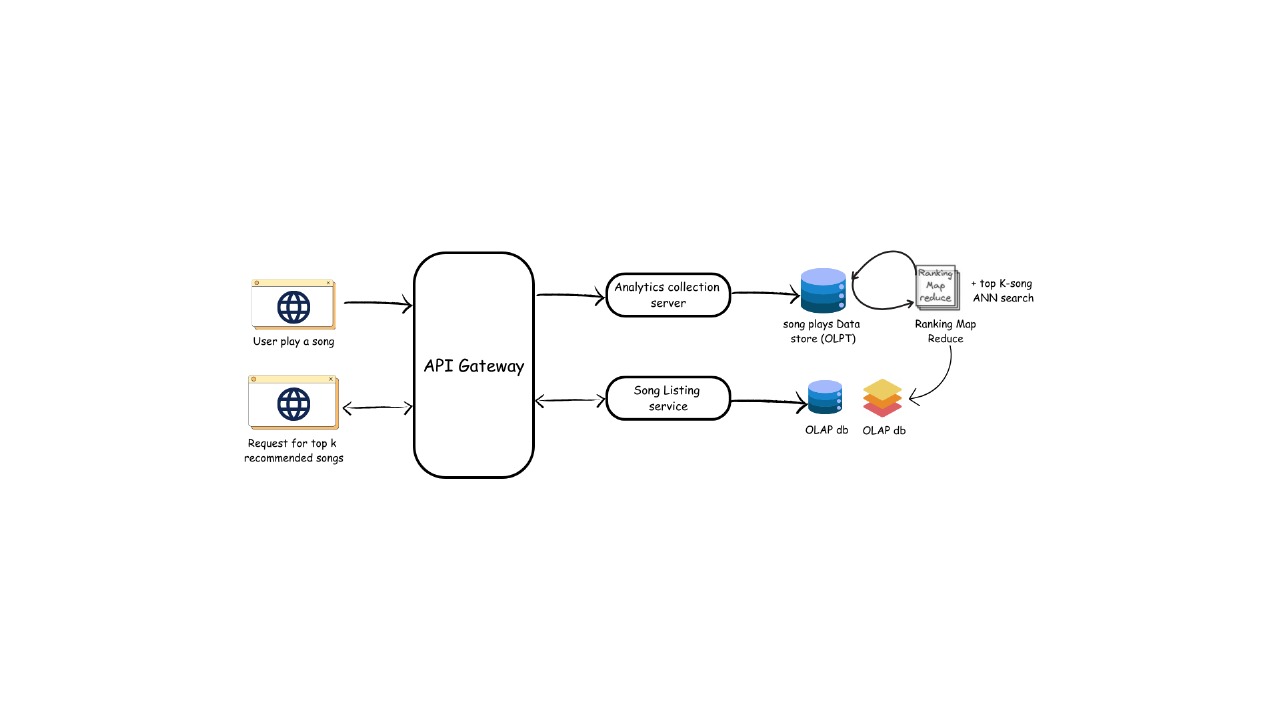 User play a song
Request for top k
recommended songs
API Gateway
Analytics collection
server
Song Listing
service
song plays Data
store (OLPT)
Ranking
Map
reduce
+ top K-song
ANN search
Ranking Map
Reduce
OLAP db
OLAP db